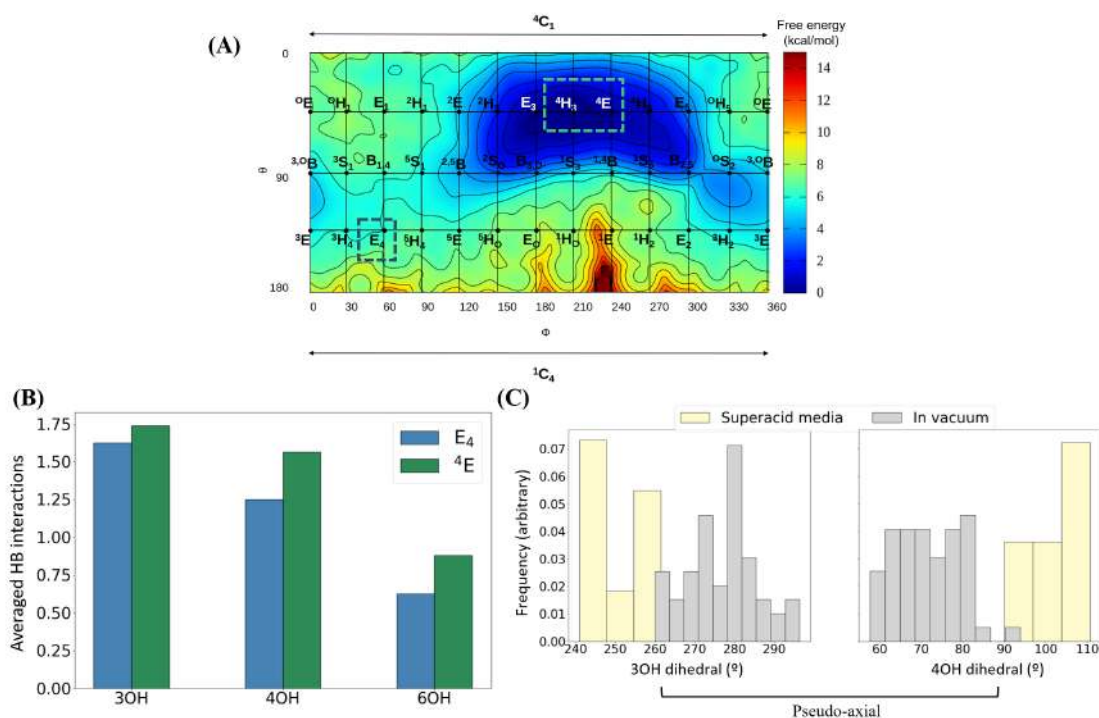 (A)
⁴C₁
Free energy
(kcal/mol)
0
90
180
θ
ᴼE ᴼH₁ E₁ ²H₁ ²E E₃ ⁴H₃ ⁴E E₅ ᴼH₅ ᴼE
³,ᴼB ³S₁ B₁,₄ ⁵S₁ ²,⁵B ²Sₒ B₃,ₒ ¹S₃ ¹,⁴B ¹S₅ B₂,₅ ᴼS₂ ³,ᴼB
³E ³H₄ E₄ ⁵H₄ ⁵E ⁵Hₒ Eₒ ¹Hₒ ¹E ¹H₂ E₂ ³H₂ ³E
0 30 60 90 120 150 180 210 240 270 300 330 360
Φ
14
12
10
8
6
4
2
0
¹C₄
(B)
Averaged HB interactions
1.75
1.50
1.25
1.00
0.75
0.50
0.25
0.00
E₄
⁴E
3OH 4OH 6OH
(C)
Superacid media In vacuum
Frequency (arbitrary)
0.07
0.06
0.05
0.04
0.03
0.02
0.01
0.00
240 250 260 270 280 290
60 70 80 90 100 110
3OH dihedral (º) 4OH dihedral (º)
Pseudo-axial